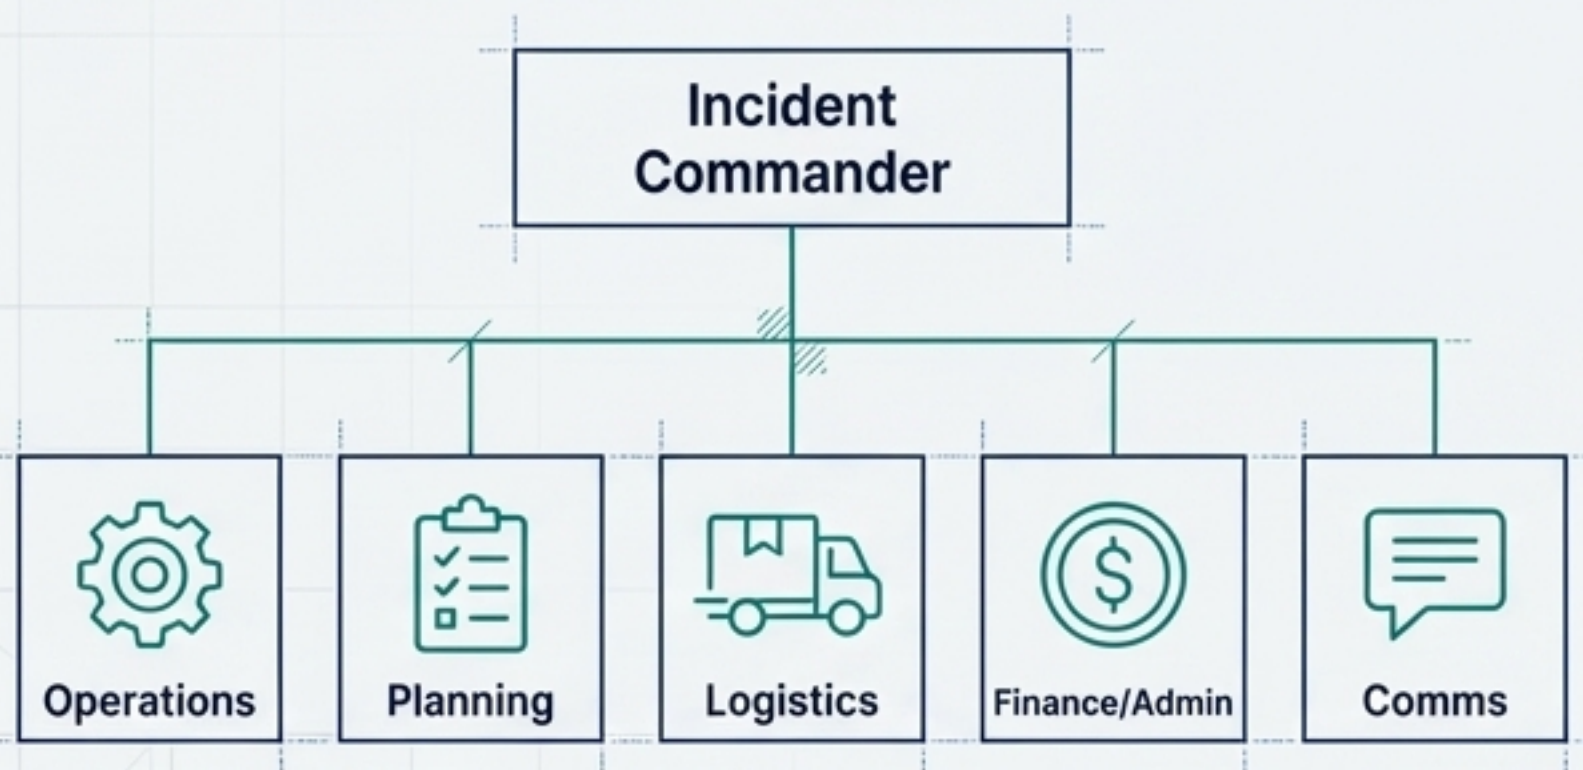 Incident
Commander
Operations
Planning
Logistics
$
Finance/Admin
Comms